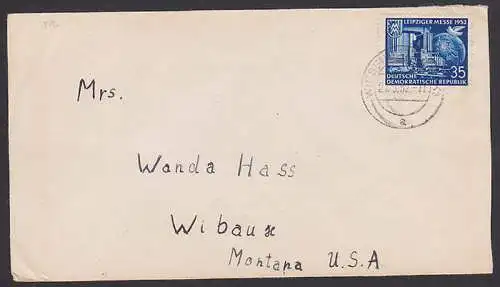 LEIPZIGER MESSE 1952
35
DEUTSCHE
DEMOKRATISCHE REPUBLIK
a
Mrs.
Wanda Hass
Wibaux
Montana U.S.A